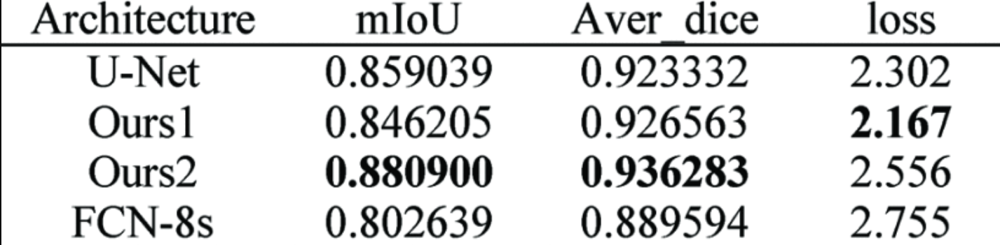 Architecture mIoU Aver_dice loss
U-Net 0.859039 0.923332 2.302
Ours1 0.846205 0.926563 2.167
Ours2 0.880900 0.936283 2.556
FCN-8s 0.802639 0.889594 2.755